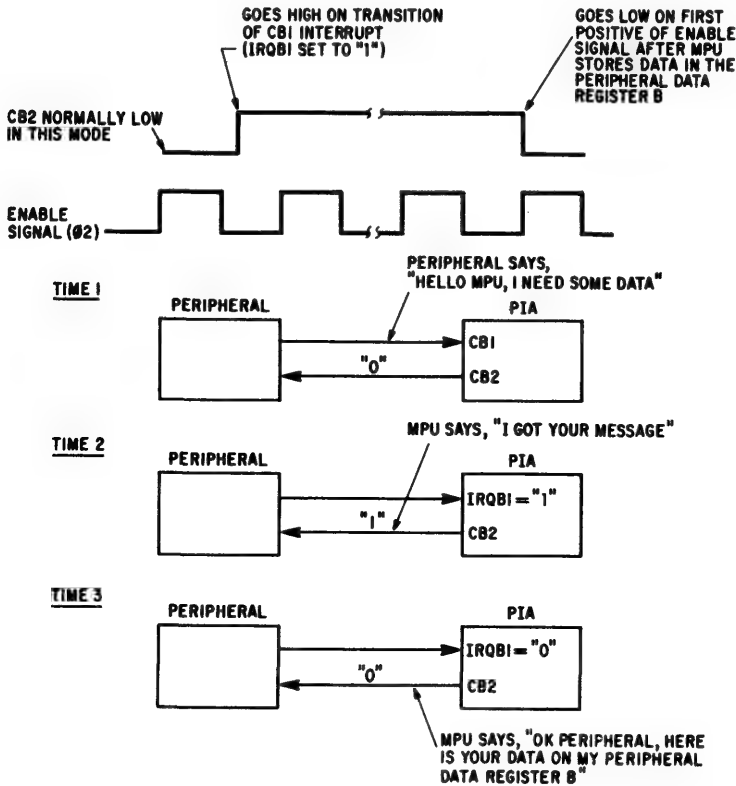 GOES HIGH ON TRANSITION
OF CB1 INTERRUPT
(IRQB1 SET TO "1")
GOES LOW ON FIRST
POSITIVE OF ENABLE
SIGNAL AFTER MPU
STORES DATA IN THE
PERIPHERAL DATA
REGISTER B
CB2 NORMALLY LOW
IN THIS MODE
ENABLE
SIGNAL (Ø2)
TIME 1
PERIPHERAL SAYS,
"HELLO MPU, I NEED SOME DATA"
PERIPHERAL
PIA
CB1
"0"
CB2
TIME 2
MPU SAYS, "I GOT YOUR MESSAGE"
PERIPHERAL
PIA
IRQB1="1"
"1"
CB2
TIME 3
PERIPHERAL
PIA
IRQB1="0"
"0"
CB2
MPU SAYS, "OK PERIPHERAL, HERE
IS YOUR DATA ON MY PERIPHERAL
DATA REGISTER B"